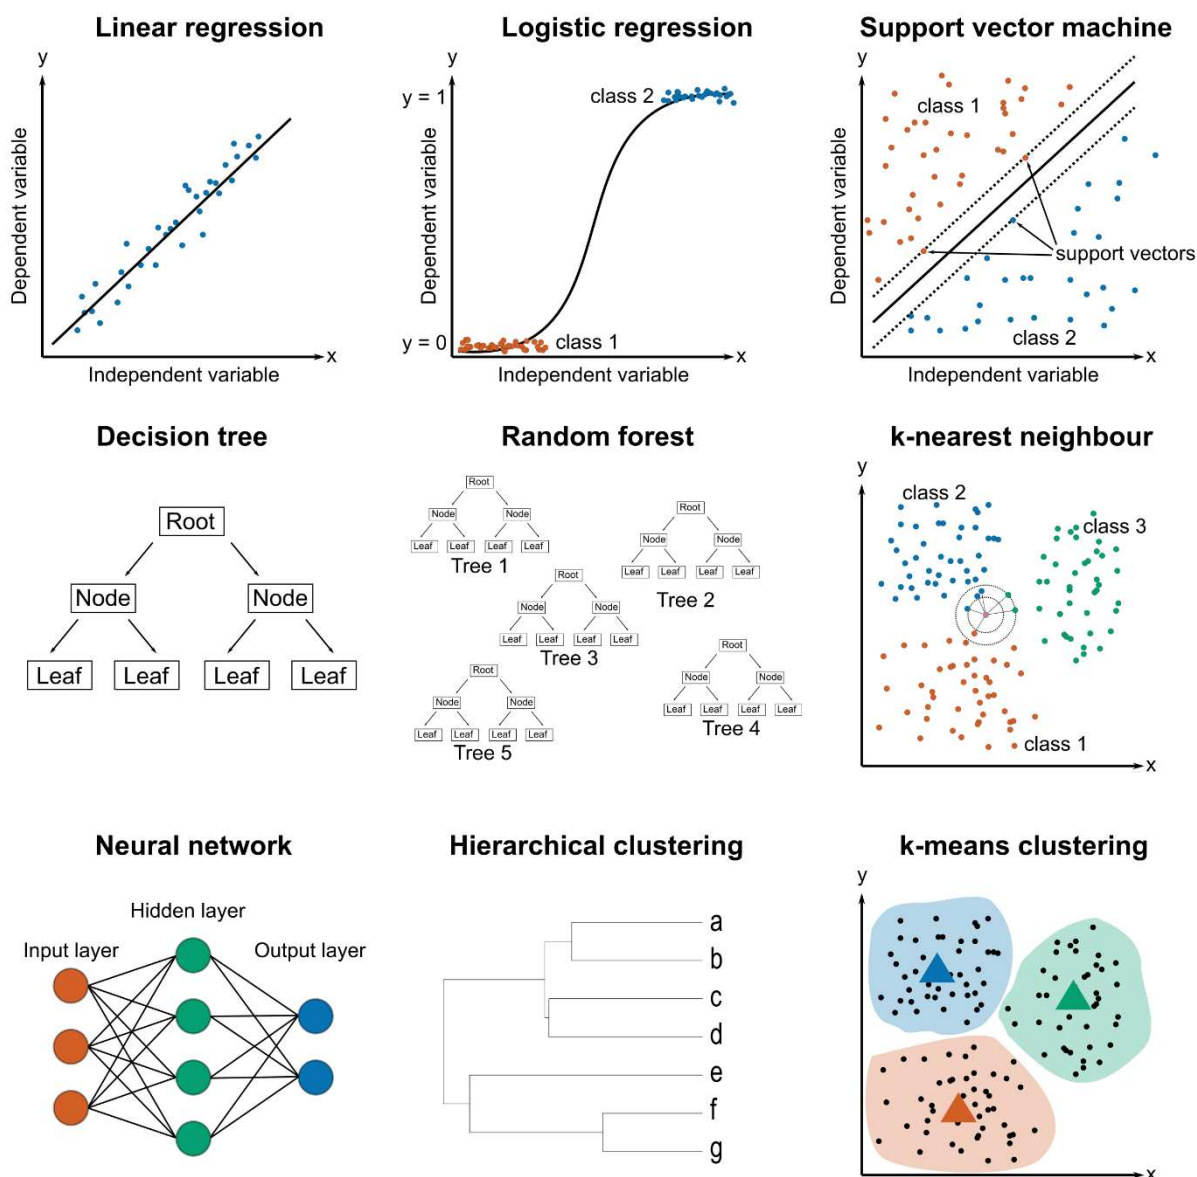 Linear regression
y
Dependent variable
x
Independent variable
Logistic regression
y
y = 1
class 2
Dependent variable
y = 0
class 1
x
Independent variable
Support vector machine
y
class 1
Dependent variable
support vectors
class 2
x
Independent variable
Decision tree
Root
Node Node
Leaf Leaf Leaf Leaf
Random forest
Root
Node Node
Leaf Leaf Leaf Leaf
Tree 1
Root
Node Node
Leaf Leaf Leaf Leaf
Tree 2
Root
Node Node
Leaf Leaf Leaf Leaf
Tree 3
Root
Node Node
Leaf Leaf Leaf Leaf
Tree 4
Root
Node Node
Leaf Leaf Leaf Leaf
Tree 5
k-nearest neighbour
y
class 2
class 3
class 1
x
Neural network
Hidden layer
Input layer
Output layer
Hierarchical clustering
a
b
c
d
e
f
g
k-means clustering
y
x